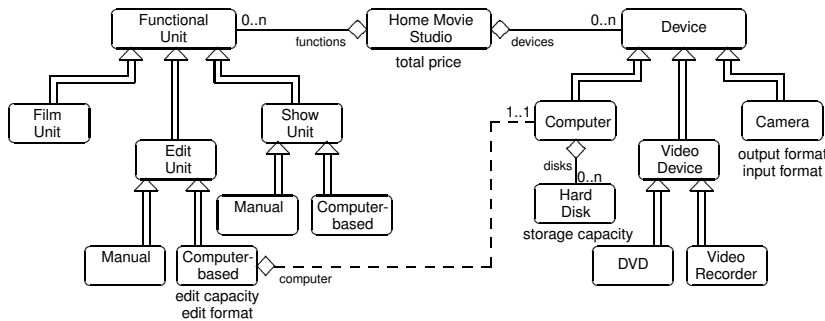 Functional
Unit
0..n
functions
Home Movie
Studio
total price
devices
0..n
Device
Film
Unit
Show
Unit
1..1
Computer
Camera
output format
input format
Edit
Unit
disks
0..n
Video
Device
Manual
Computer-
based
Hard
Disk
storage capacity
Manual
Computer-
based
edit capacity
edit format
computer
DVD
Video
Recorder